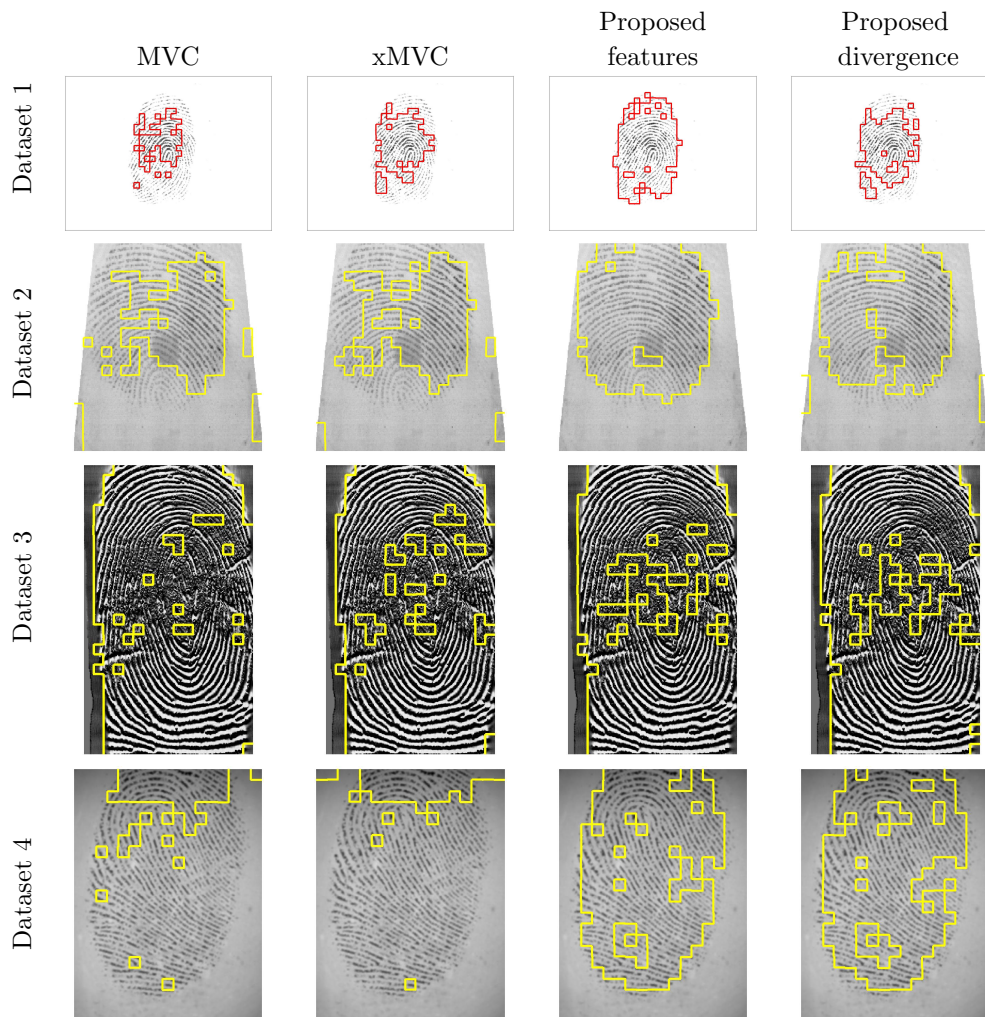 MVC
xMVC
Proposed
features
Proposed
divergence
Dataset 1
Dataset 2
Dataset 3
Dataset 4